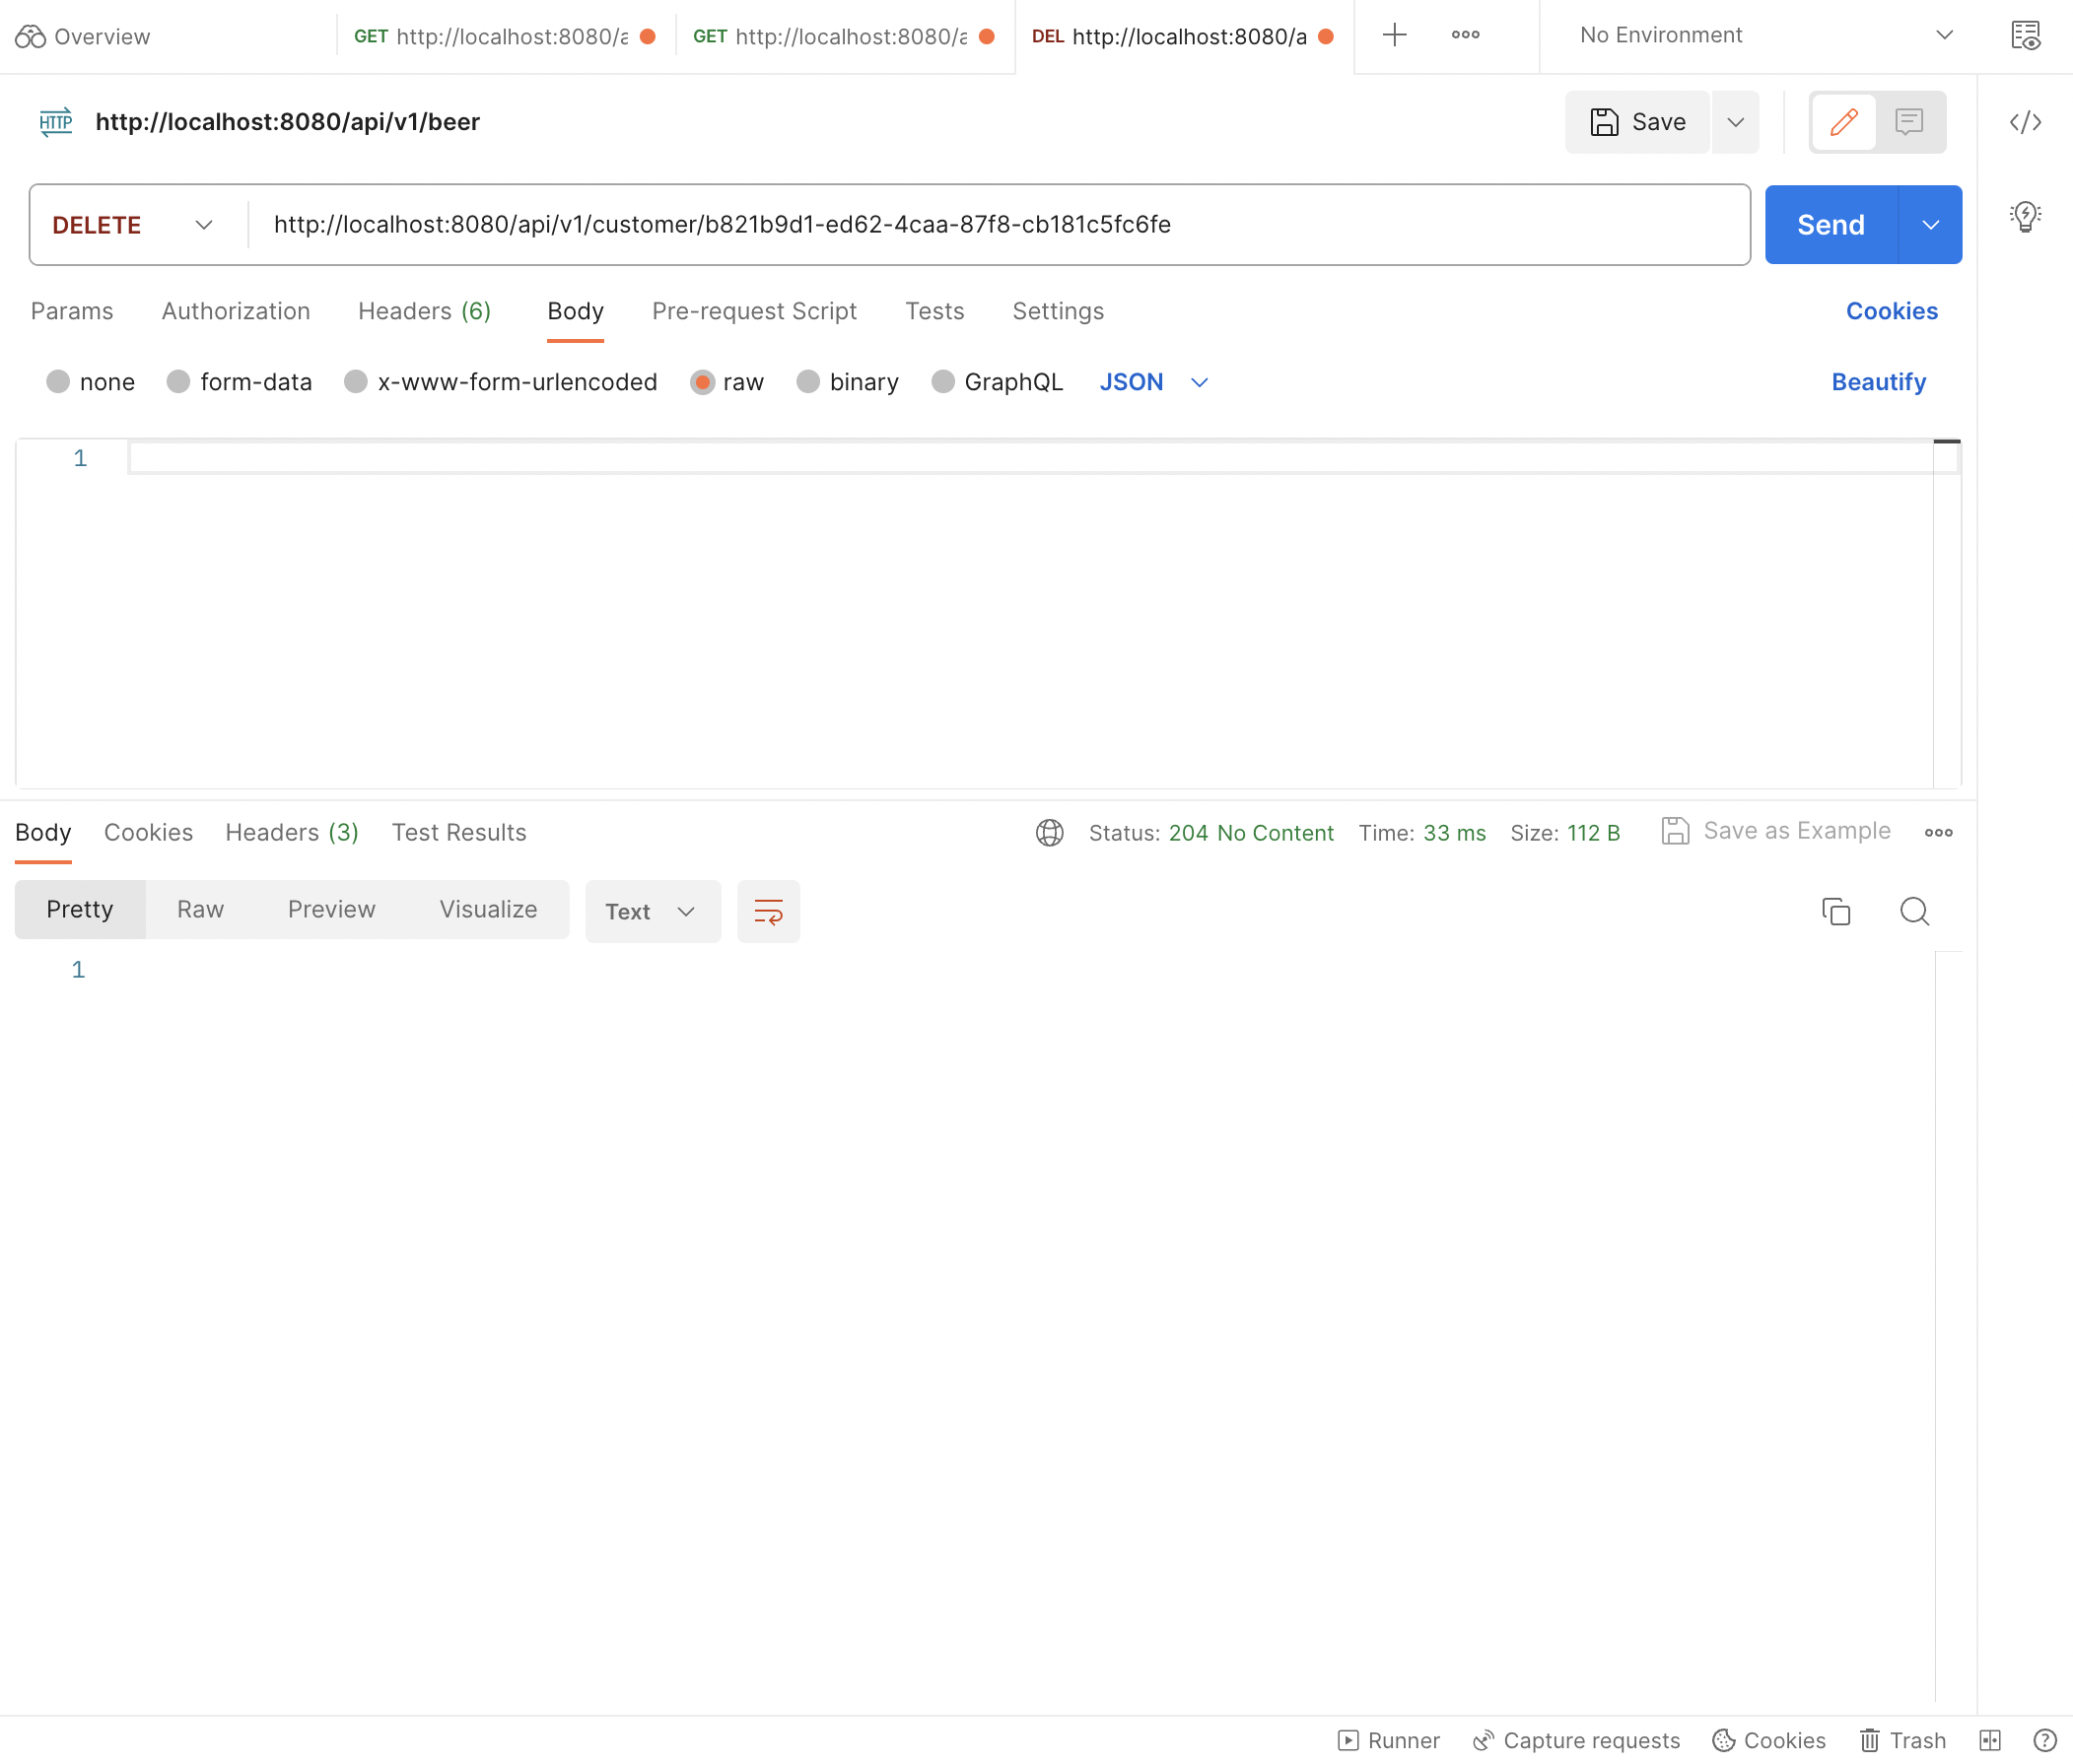 Overview GET http://localhost:8080/a GET http://localhost:8080/a DEL http://localhost:8080/a No Environment
HTTP http://localhost:8080/api/v1/beer Save
DELETE http://localhost:8080/api/v1/customer/b821b9d1-ed62-4caa-87f8-cb181c5fc6fe Send
Params Authorization Headers (6) Body Pre-request Script Tests Settings Cookies
none form-data x-www-form-urlencoded raw binary GraphQL JSON Beautify
1
Body Cookies Headers (3) Test Results Status: 204 No Content Time: 33 ms Size: 112 B Save as Example
Pretty Raw Preview Visualize Text
1
Runner Capture requests Cookies Trash